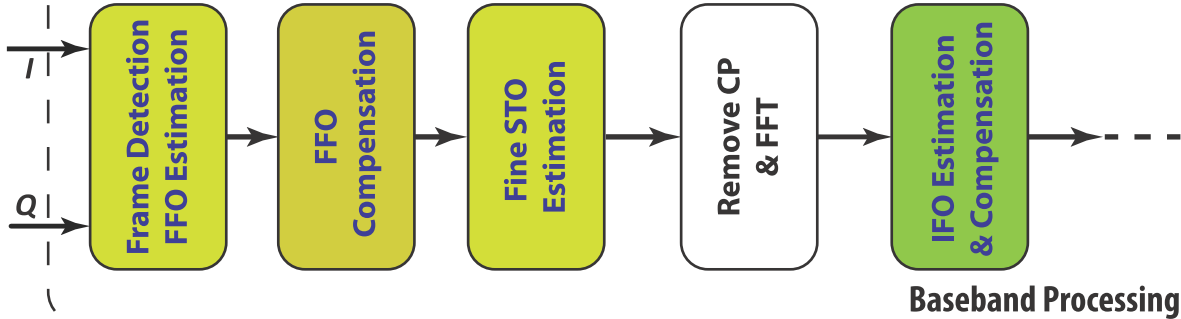 I
Q
Frame Detection
FFO Estimation
FFO
Compensation
Fine STO
Estimation
Remove CP
& FFT
IFO Estimation
& Compensation
Baseband Processing